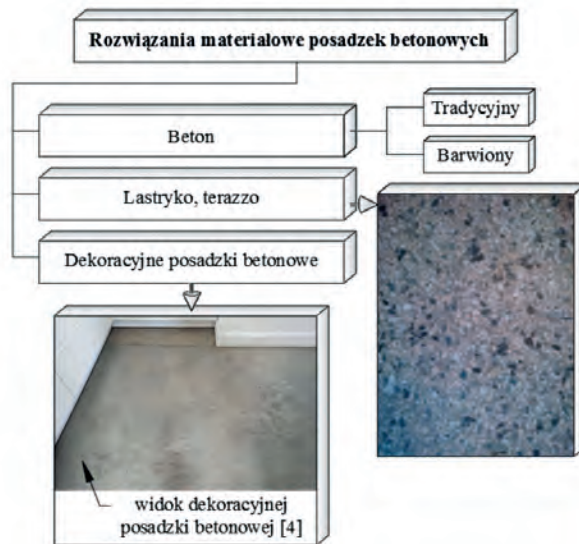 Rozwiązania materiałowe posadzek betonowych
Beton
Tradycyjny
Barwiony
Lastryko, terazzo
Dekoracyjne posadzki betonowe
widok dekoracyjnej
posadzki betonowej [4]